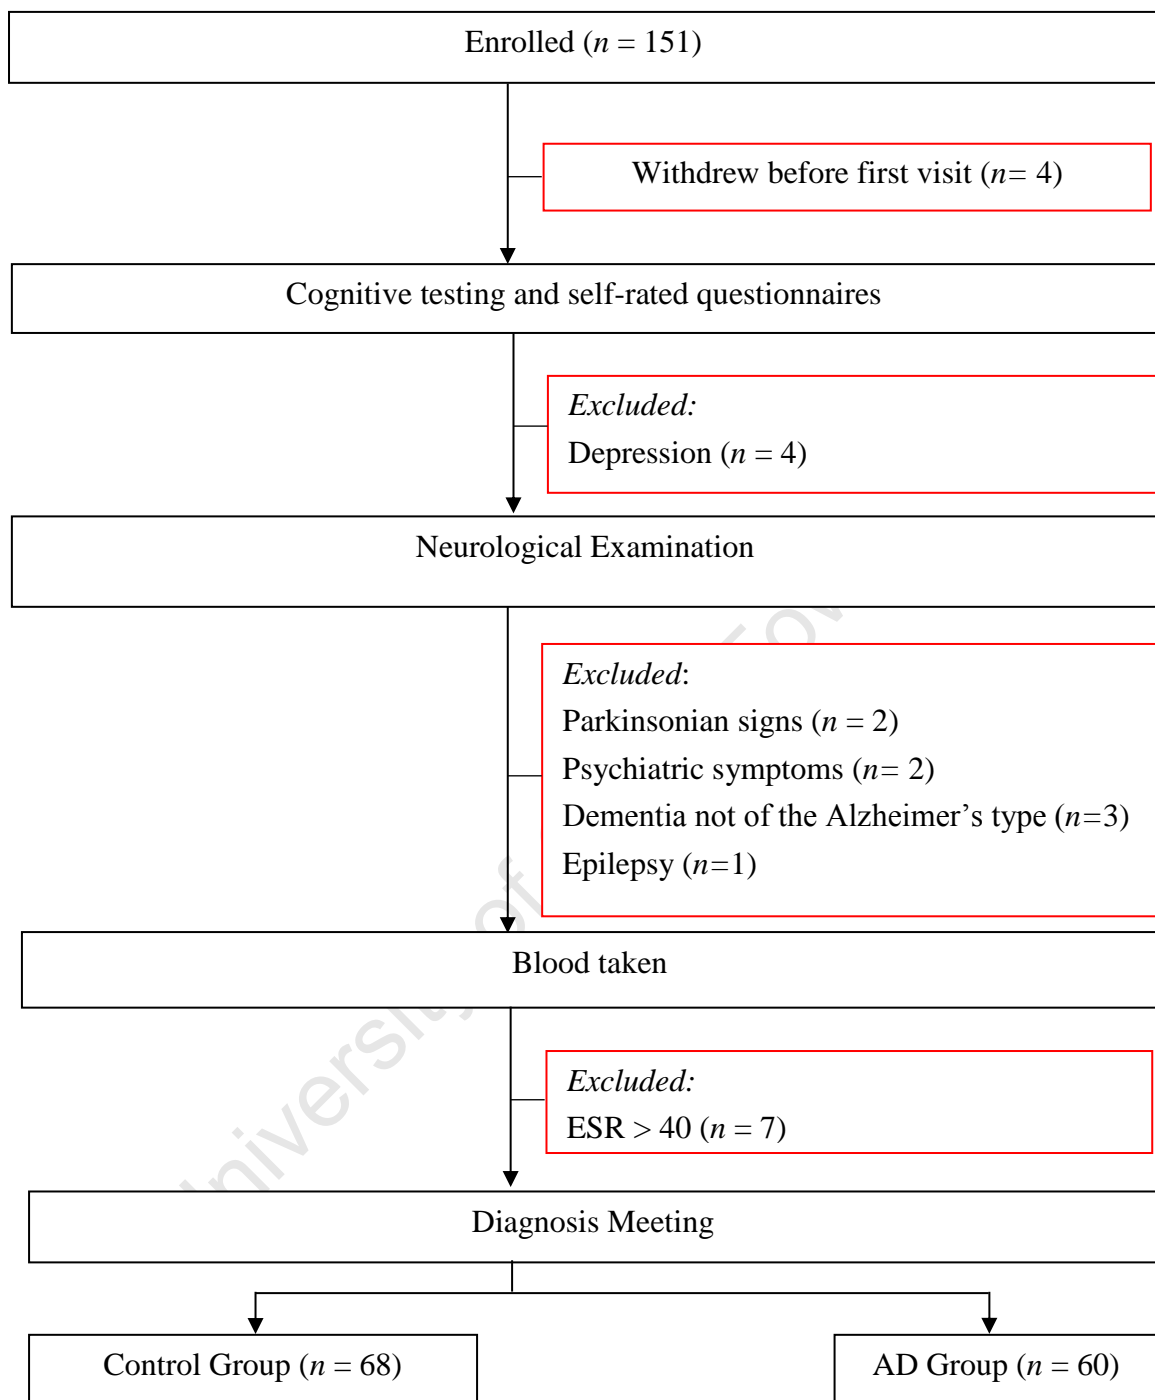 Enrolled (n = 151)
Withdrew before first visit (n= 4)
Cognitive testing and self-rated questionnaires
Excluded:
Depression (n = 4)
Neurological Examination
Excluded:
Parkinsonian signs (n = 2)
Psychiatric symptoms (n= 2)
Dementia not of the Alzheimer’s type (n=3)
Epilepsy (n=1)
Blood taken
Excluded:
ESR > 40 (n = 7)
Diagnosis Meeting
Control Group (n = 68)
AD Group (n = 60)